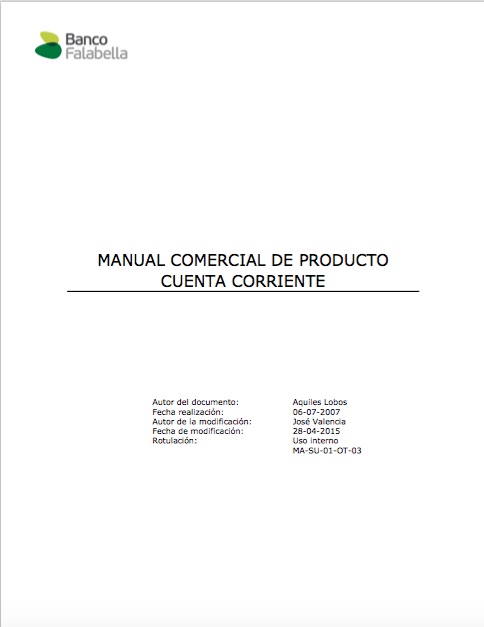 Banco
Falabella
MANUAL COMERCIAL DE PRODUCTO
CUENTA CORRIENTE
Autor del documento: Aquiles Lobos
Fecha realización: 06-07-2007
Autor de la modificación: José Valencia
Fecha de modificación: 28-04-2015
Rotulación: Uso interno
MA-SU-01-OT-03